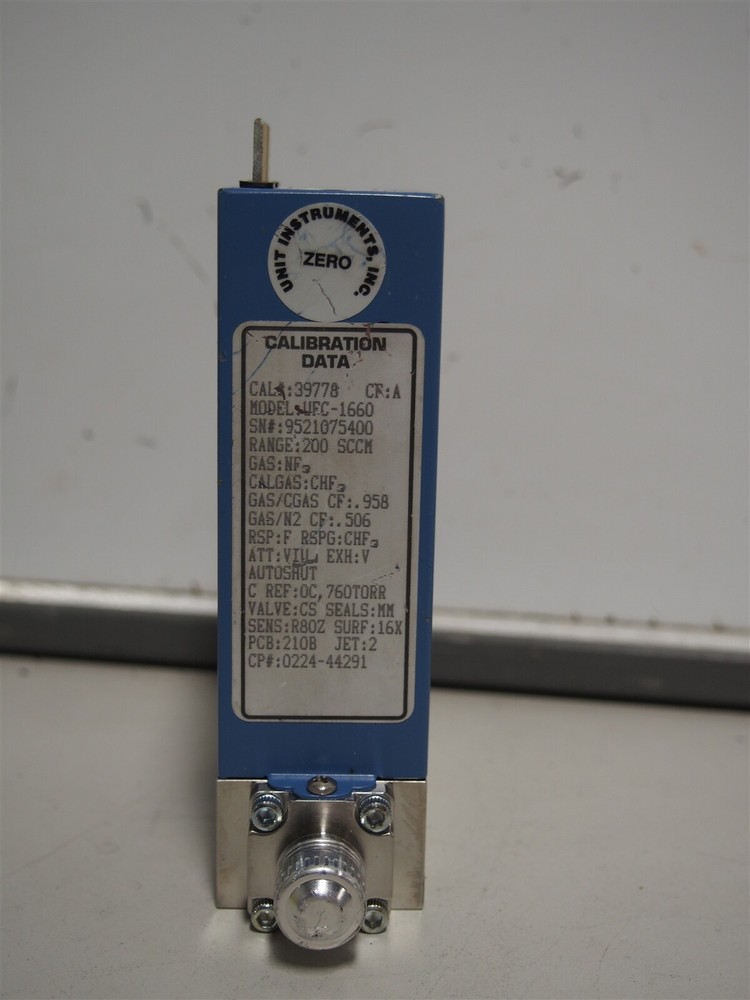 UNIT INSTRUMENTS, INC.
ZERO
CALIBRATION
DATA
CAL#:39778 CF:A
MODEL:UFC-1660
SN#:9521075400
RANGE:200 SCCM
GAS:NF₃
CALGAS:CHF₃
GAS/CGAS CF:.958
GAS/N2 CF:.506
RSP:F RSPG:CHF₃
ATT:VIU, EXH:V
AUTOSHUT
C REF:0C,760TORR
VALVE:CS SEALS:MM
SENS:R80Z SURF:16X
PCB:210B JET:2
CP#:0224-44291